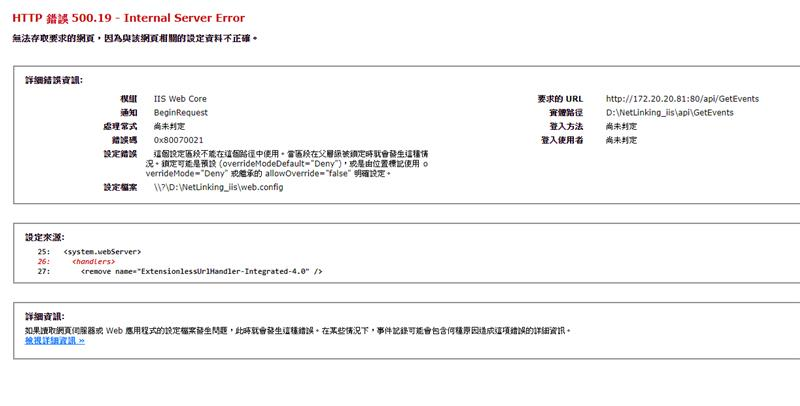 HTTP 錯誤 500.19 - Internal Server Error
無法存取要求的網頁，因為與該網頁相關的設定資料不正確。
詳細錯誤資訊:
模組 IIS Web Core
通知 BeginRequest
處理常式 尚未判定
錯誤碼 0x80070021
設定錯誤 這個設定區段不能在這個路徑中使用。當區段在父層級被鎖定時就會發生這種情
況。鎖定可能是預設 (overrideModeDefault="Deny")，或是由位置標記使用 o
verrideMode="Deny" 或繼承的 allowOverride="false" 明確設定。
設定檔案 \\?\D:\NetLinking_iis\web.config
要求的 URL http://172.20.20.81:80/api/GetEvents
實體路徑 D:\NetLinking_iis\api\GetEvents
登入方法 尚未判定
登入使用者 尚未判定
設定來源:
25: <system.webServer>
26: <handlers>
27: <remove name="ExtensionlessUrlHandler-Integrated-4.0" />
詳細資訊:
如果讀取網頁伺服器或 Web 應用程式的設定檔案發生問題，此時就會發生這種錯誤。在某些情況下，事件記錄可能會包含何種原因造成這項錯誤的詳細資訊。
檢視詳細資訊 »